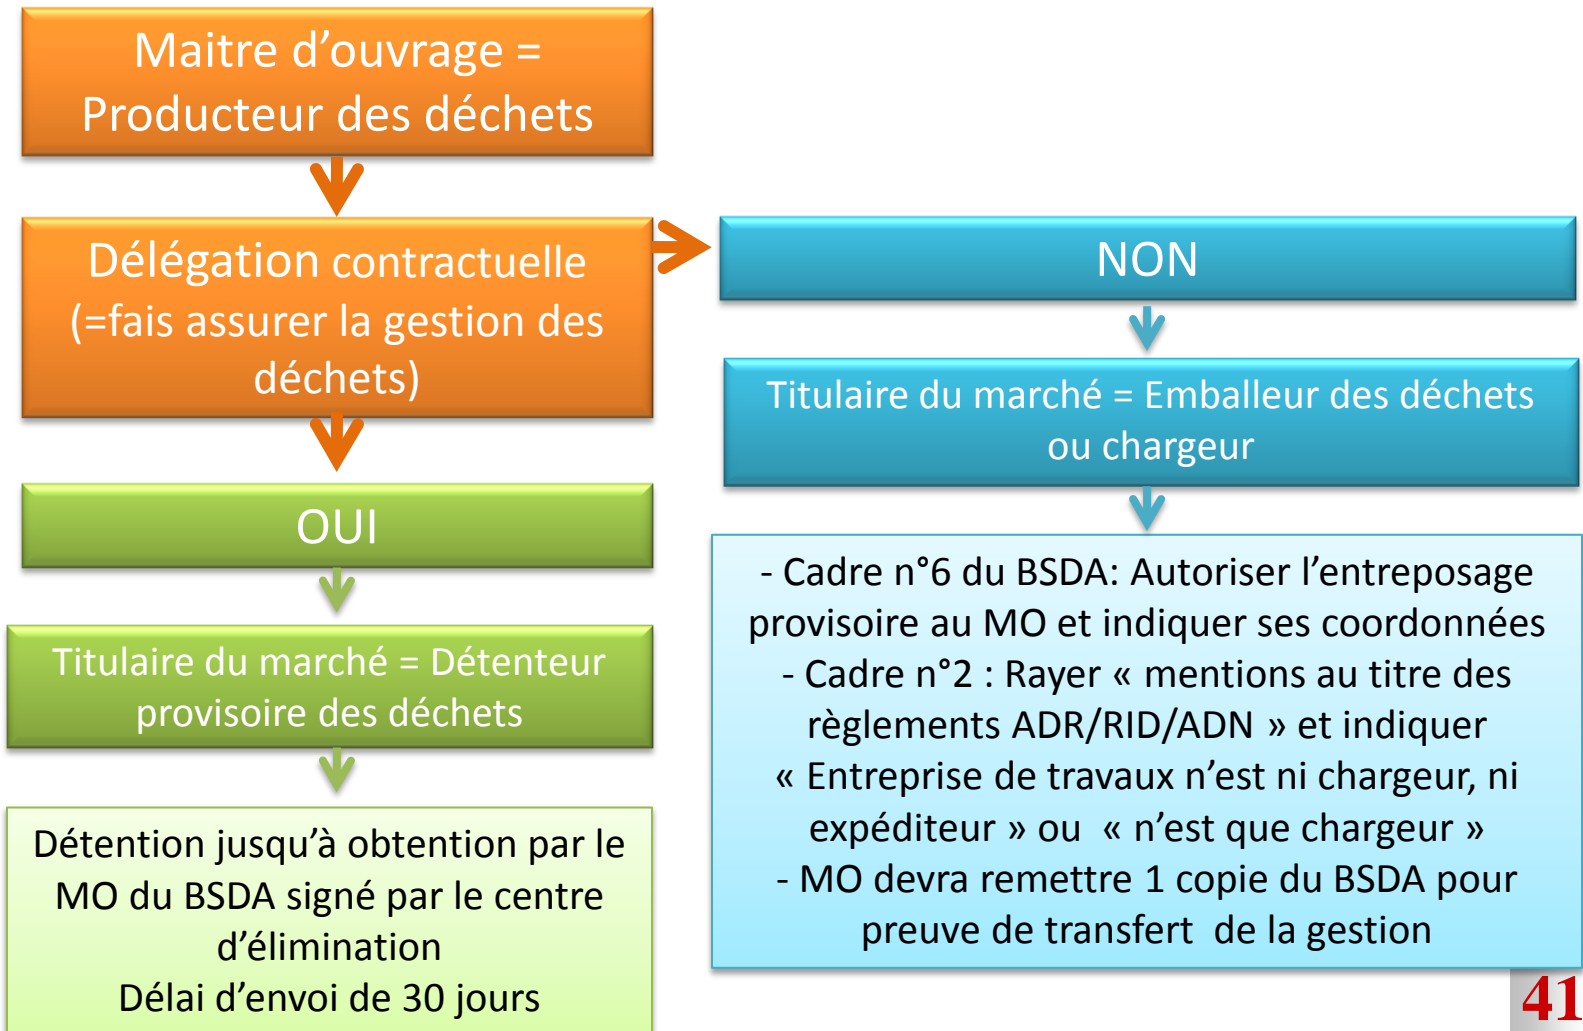 Maitre d’ouvrage =
Producteur des déchets
Délégation contractuelle
(=fais assurer la gestion des
déchets)
OUI
Titulaire du marché = Détenteur
provisoire des déchets
Détention jusqu’à obtention par le
MO du BSDA signé par le centre
d’élimination
Délai d’envoi de 30 jours
NON
Titulaire du marché = Emballeur des déchets
ou chargeur
- Cadre n°6 du BSDA: Autoriser l’entreposage
provisoire au MO et indiquer ses coordonnées
- Cadre n°2 : Rayer « mentions au titre des
règlements ADR/RID/ADN » et indiquer
« Entreprise de travaux n’est ni chargeur, ni
expéditeur » ou « n’est que chargeur »
- MO devra remettre 1 copie du BSDA pour
preuve de transfert de la gestion
41